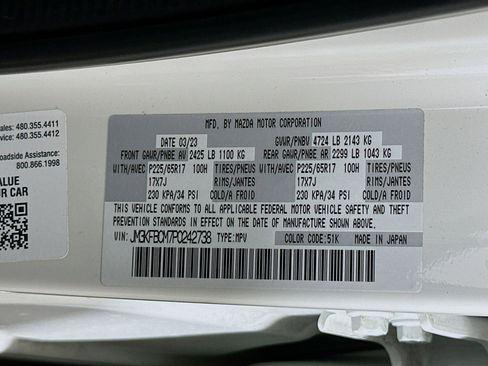 ales: 480.355.4411
rvice: 480.355.4412
oadside Assistance:
800.866.1998
VALUE
UR CAR
MFD. BY MAZDA MOTOR CORPORATION
DATE 03/23 GVWR/PNBV 4724 LB 2143 KG
FRONT GAWR/PNBE AV 2425 LB 1100 KG REAR GAWR/PNBE AR 2299 LB 1043 KG
WITH/AVEC P225/65R17 100H TIRES/PNEUS WITH/AVEC P225/65R17 100H TIRES/PNEUS
17X7J RIMS/JANTES 17X7J RIMS/JANTES
230 KPA/34 PSI COLD/A FROID 230 KPA/34 PSI COLD/A FROID
THIS VEHICLE CONFORMS TO ALL APPLICABLE FEDERAL MOTOR VEHICLE SAFETY AND THEFT
PREVENTION STANDARDS IN EFFECT ON THE DATE OF MANUFACTURE SHOWN ABOVE.
VIN: JM3KFBCM7P0242738 TYPE: MPV COLOR CODE: 51K MADE IN JAPAN